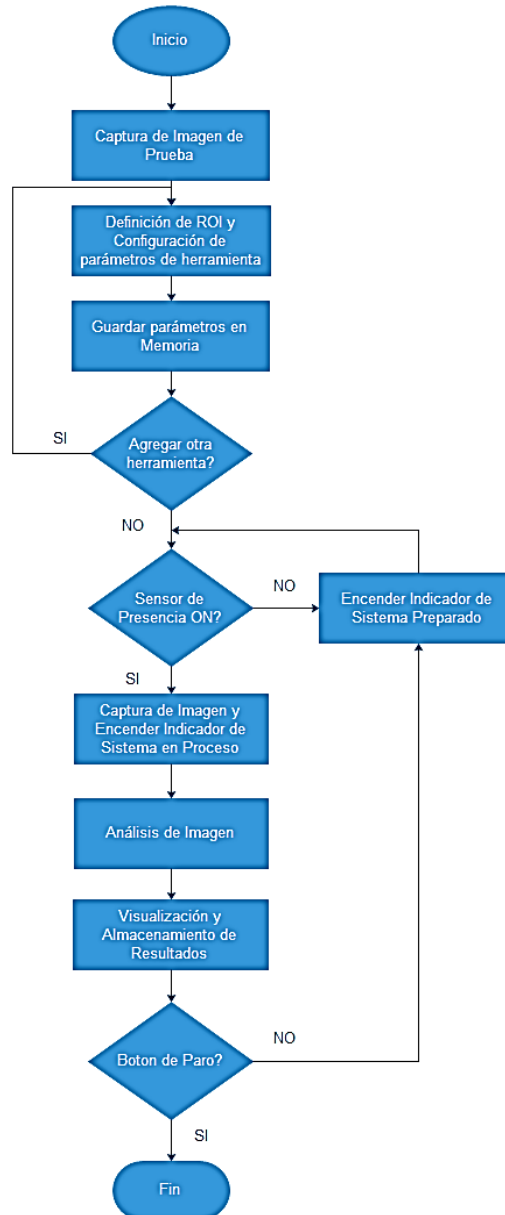 Inicio
Captura de Imagen de
Prueba
Definición de ROI y
Configuración de
parámetros de herramienta
Guardar parámetros en
Memoria
SI
Agregar otra
herramienta?
NO
Sensor de
Presencia ON?
NO
Encender Indicador de
Sistema Preparado
SI
Captura de Imagen y
Encender Indicador de
Sistema en Proceso
Análisis de Imagen
Visualización y
Almacenamiento de
Resultados
Boton de Paro?
NO
SI
Fin